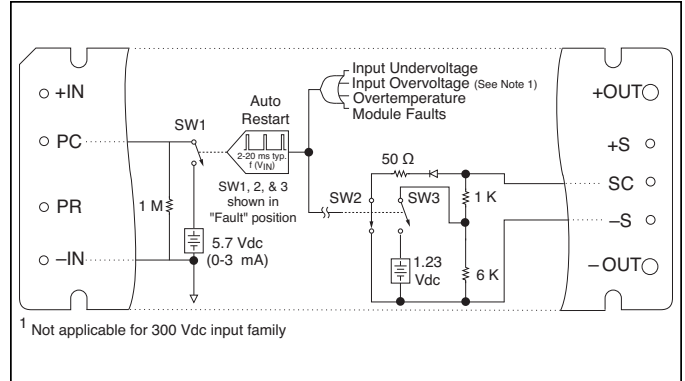 Input Undervoltage
Input Overvoltage (See Note 1)
Overtemperature
Module Faults
+IN
+OUT
Auto
Restart
SW1
PC
+S
2-20 ms typ.
f (VIN)
50 Ω
SC
SW1, 2, & 3
shown in
"Fault" position
SW2
SW3
1 K
PR
1 M
–S
5.7 Vdc
(0-3 mA)
–IN
1.23
Vdc
6 K
–OUT
1 Not applicable for 300 Vdc input family